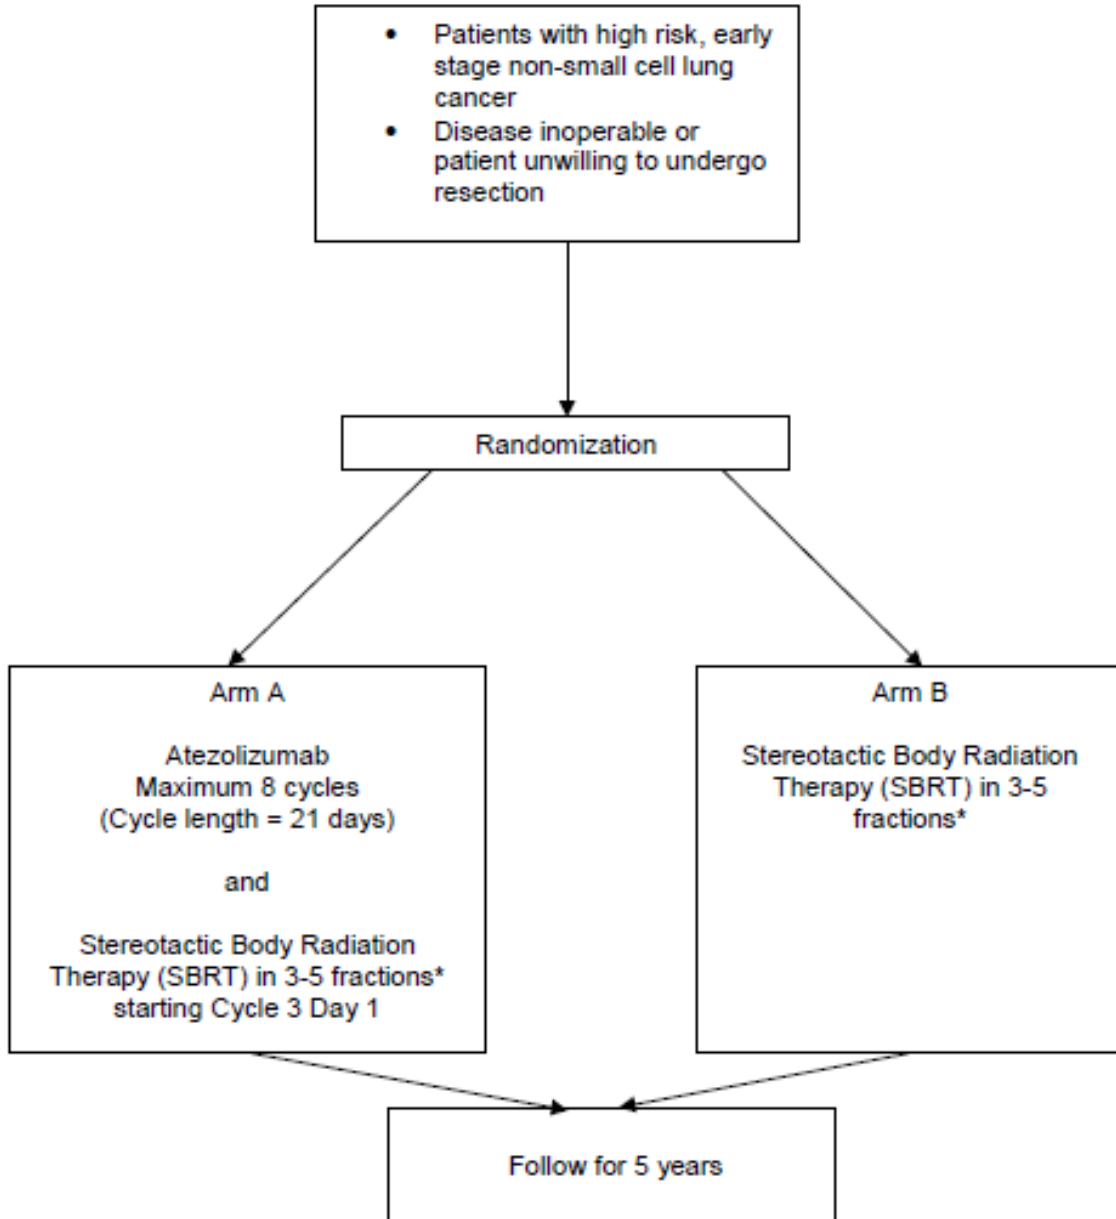 • Patients with high risk, early
stage non-small cell lung
cancer
• Disease inoperable or
patient unwilling to undergo
resection
Randomization
Arm A
Atezolizumab
Maximum 8 cycles
(Cycle length = 21 days)
and
Stereotactic Body Radiation
Therapy (SBRT) in 3-5 fractions*
starting Cycle 3 Day 1
Arm B
Stereotactic Body Radiation
Therapy (SBRT) in 3-5
fractions*
Follow for 5 years